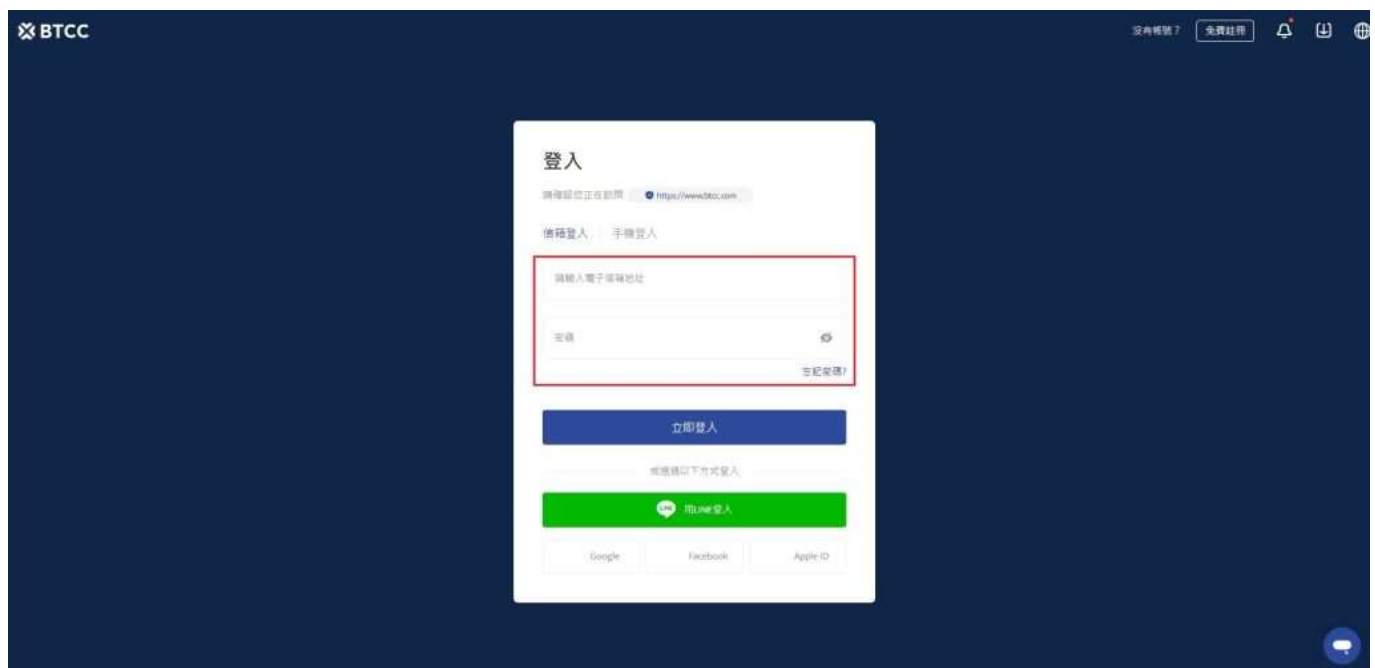 BTCC
沒有帳號？ 免費註冊
登入
請確認您正在訪問 https://www.btcc.com
信箱登入 手機登入
請輸入電子信箱地址
密碼
忘記密碼?
立即登入
或透過以下方式登入
LINE 用LINE登入
Google Facebook Apple ID